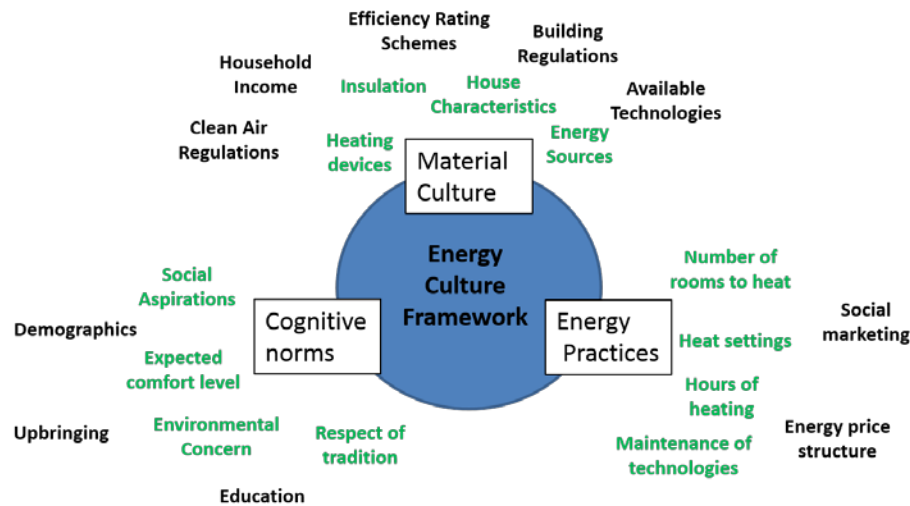 Efficiency Rating
Schemes
Building
Regulations
Household
Income
Insulation
House
Characteristics
Available
Technologies
Clean Air
Regulations
Heating
devices
Energy
Sources
Material
Culture
Energy
Culture
Framework
Number of
rooms to heat
Social
Aspirations
Demographics
Cognitive
norms
Energy
Practices
Social
marketing
Heat settings
Expected
comfort level
Hours of
heating
Upbringing
Environmental
Concern
Respect of
tradition
Maintenance of
technologies
Energy price
structure
Education